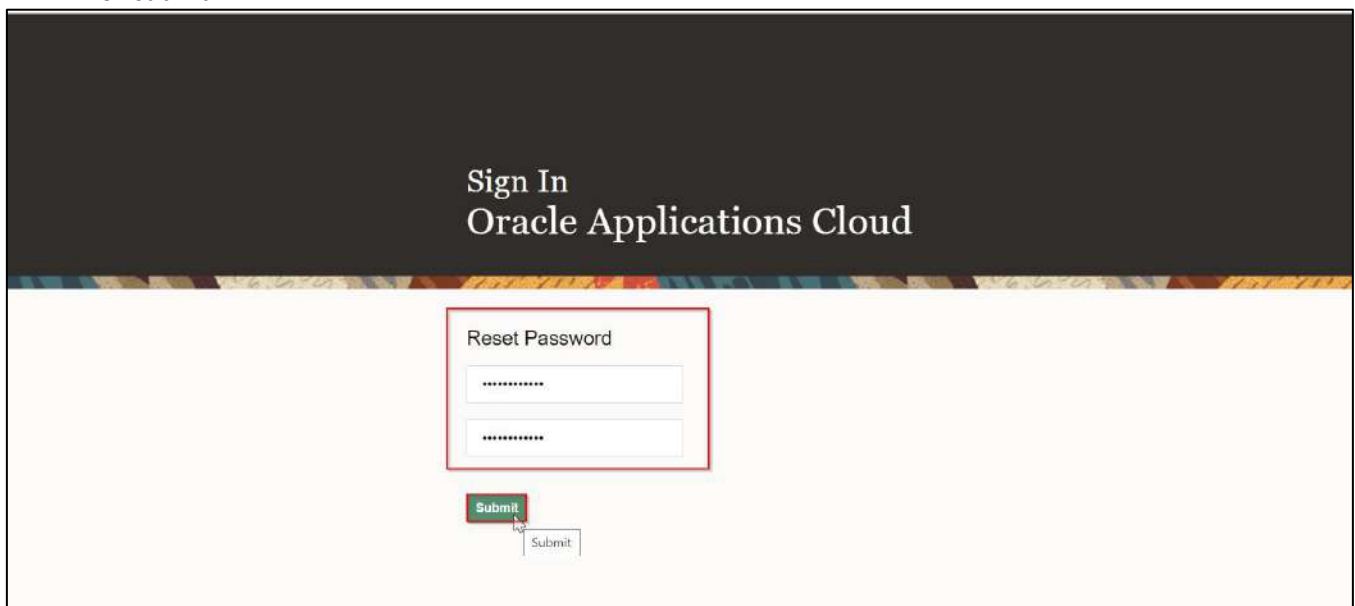 Sign In
Oracle Applications Cloud
Reset Password
••••••••••••
••••••••••••
Submit
Submit